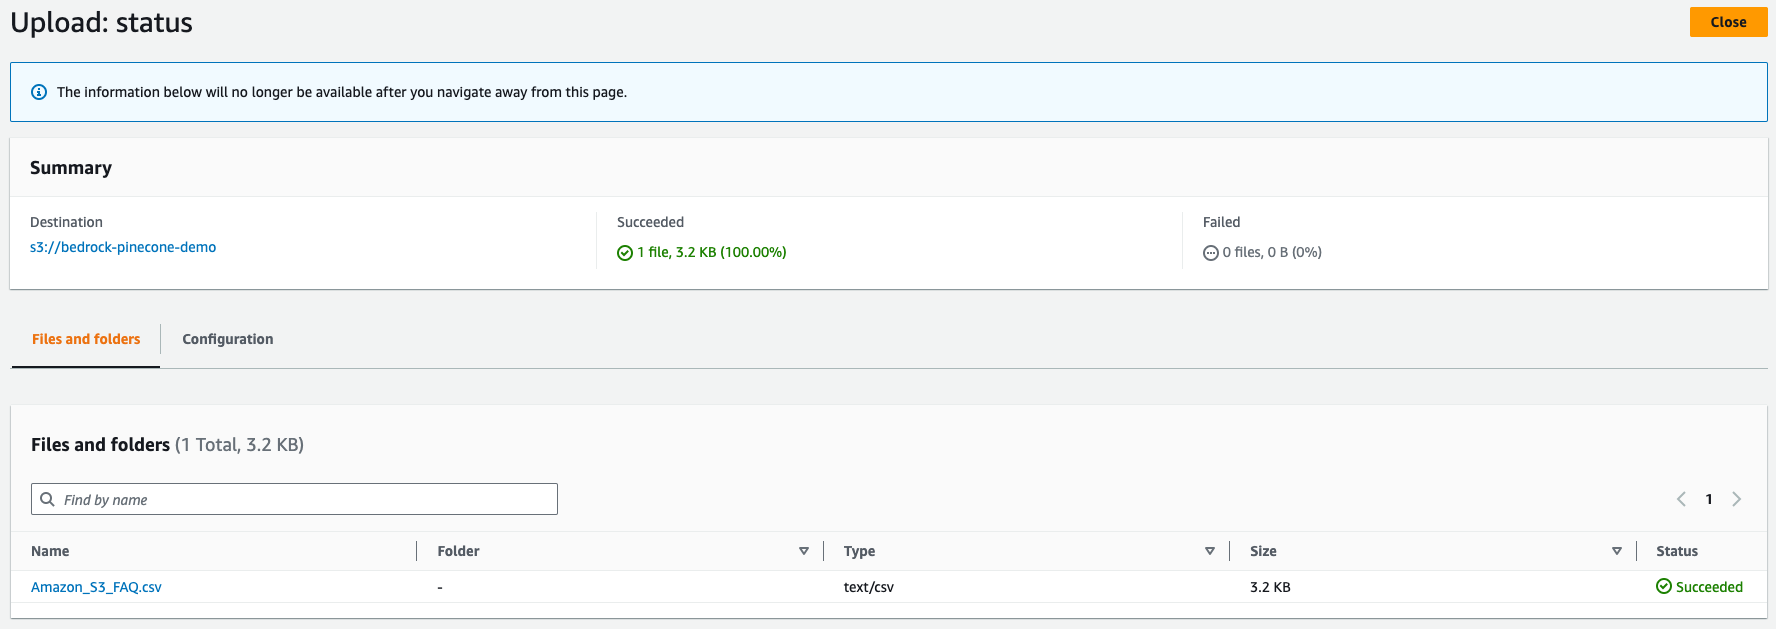 Upload: status
Close
The information below will no longer be available after you navigate away from this page.
Summary
Destination
s3://bedrock-pinecone-demo
Succeeded
1 file, 3.2 KB (100.00%)
Failed
0 files, 0 B (0%)
Files and folders
Configuration
Files and folders (1 Total, 3.2 KB)
Find by name
1
Name Folder Type Size Status
Amazon_S3_FAQ.csv - text/csv 3.2 KB Succeeded